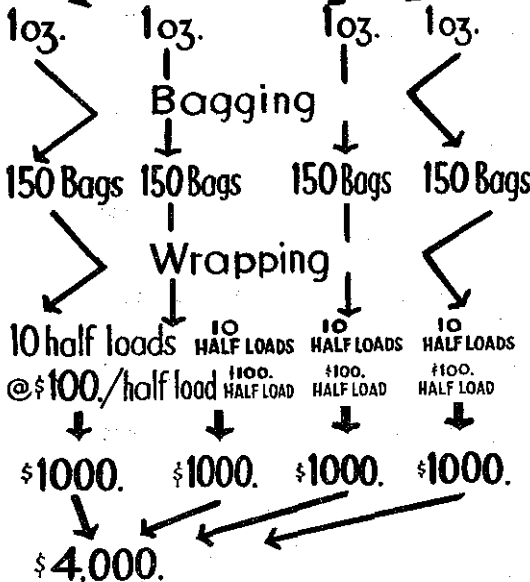 1oz. 1oz. 1oz. 1oz.
Bagging
150 Bags 150 Bags 150 Bags 150 Bags
Wrapping
10 half loads 10 HALF LOADS 10 HALF LOADS 10 HALF LOADS
@$100./half load $100. HALF LOAD $100. HALF LOAD $100. HALF LOAD
$1000. $1000. $1000. $1000.
$4,000.